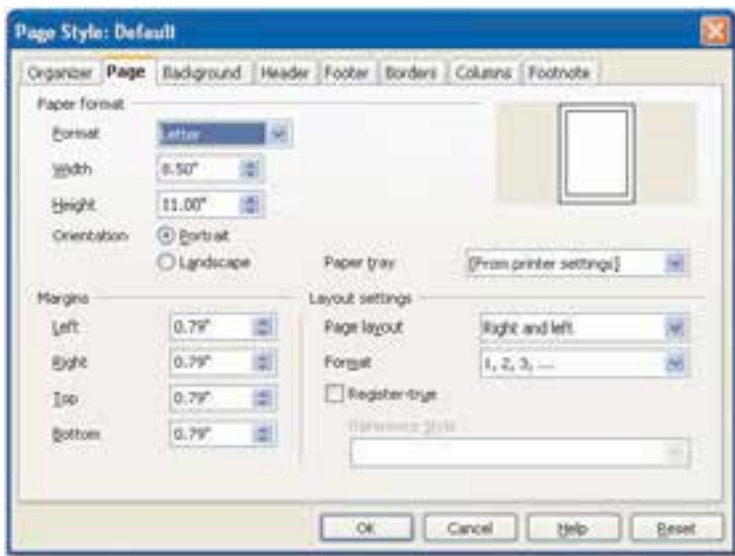 Page Style: Default
Organizer Page Background Header Footer Borders Columns Footnote
Paper format
Format Letter
Width 8.50"
Height 11.00"
Orientation Portrait
Landscape Paper tray [From printer settings]
Margins Layout settings
Left 0.79" Page layout Right and left
Right 0.79" Format 1, 2, 3, ...
Top 0.79" Register-true
Reference Style
Bottom 0.79"
OK Cancel Help Reset